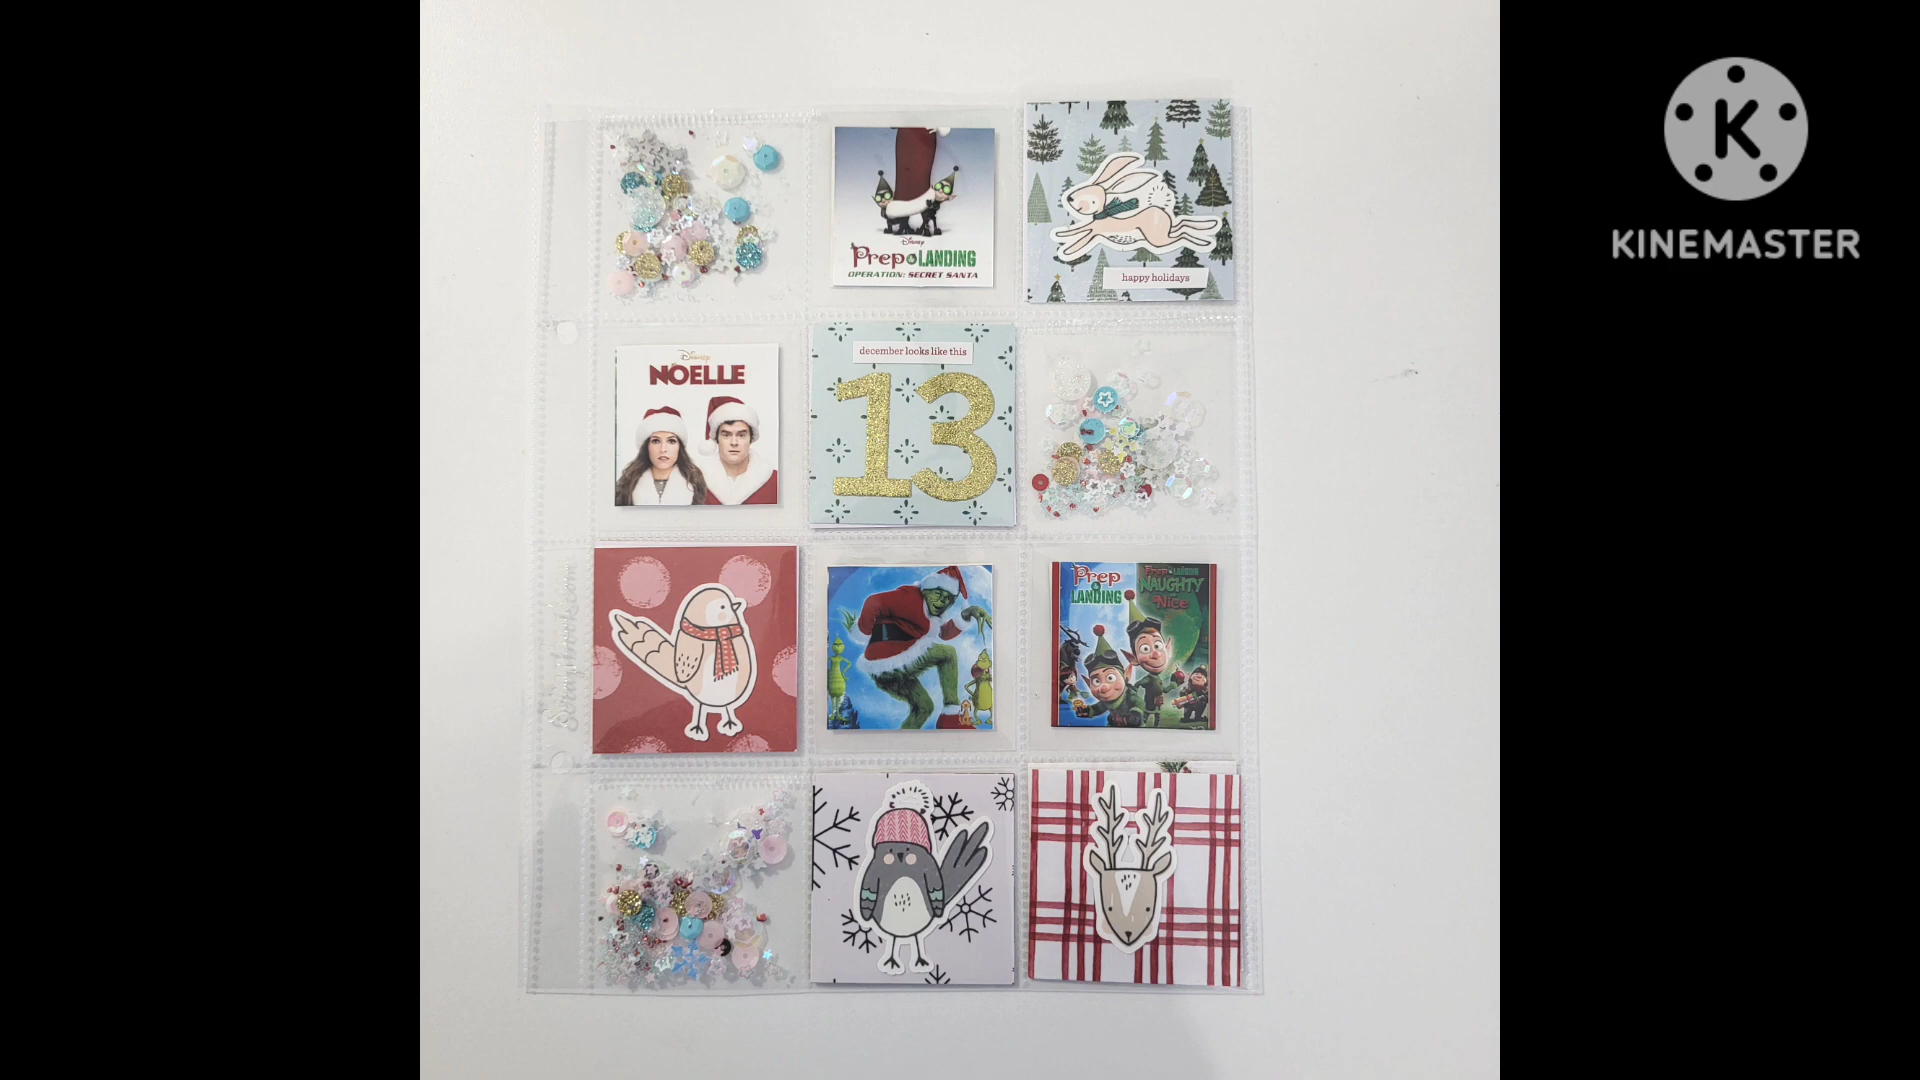 KINEMASTER
Disney
Prep & LANDING
OPERATION: SECRET SANTA
happy holidays
Disney
NOELLE
december looks like this
13
Prep & LANDING
Prep & LANDING
NAUGHTY
vs Nice